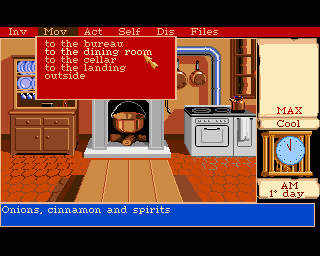 Inv Mov Act Self Dis Files
to the bureau
to the dining room
to the cellar
to the landing
outside
MAX
Cool
AM
1° day
Onions, cinnamon and spirits